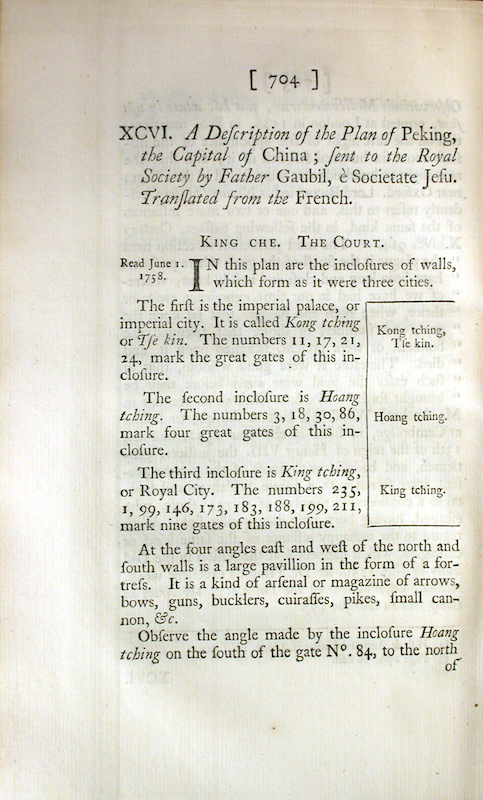 [ 704 ]
XCVI. A Deſcription of the Plan of Peking,
the Capital of China ; ſent to the Royal
Society by Father Gaubil, è Societate Jeſu.
Tranſlated from the French.
KING CHE. THE COURT.
Read June 1.
1758.
IN this plan are the incloſures of walls,
which form as it were three cities.
The firſt is the imperial palace, or
imperial city. It is called Kong tching
or Tſe kin. The numbers 11, 17, 21,
24, mark the great gates of this in-
cloſure.
Kong tching,
Tſe kin.
The ſecond incloſure is Hoang
tching. The numbers 3, 18, 30, 86,
mark four great gates of this in-
cloſure.
Hoang tching.
The third incloſure is King tching,
or Royal City. The numbers 235,
1, 99, 146, 173, 183, 188, 199, 211,
mark nine gates of this incloſure.
King tching.
At the four angles eaſt and weſt of the north and
ſouth walls is a large pavillion in the form of a for-
treſs. It is a kind of arſenal or magazine of arrows,
bows, guns, bucklers, cuiraſſes, pikes, ſmall can-
non, &c.
Obſerve the angle made by the incloſure Hoang
tching on the ſouth of the gate Nº. 84, to the north
of